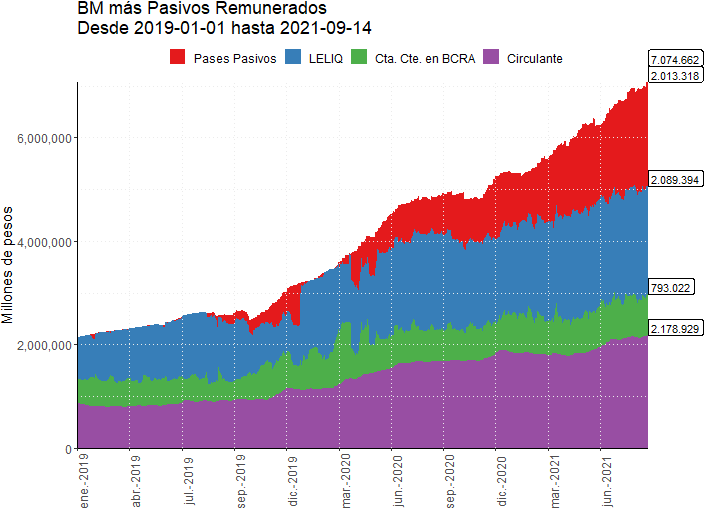 BM más Pasivos Remunerados
Desde 2019-01-01 hasta 2021-09-14
Pases Pasivos LELIQ Cta. Cte. en BCRA Circulante
7.074.662
2.013.318
2.089.394
793.022
2.178.929
Millones de pesos
6,000,000
4,000,000
2,000,000
0
ene.-2019
abr.-2019
jul.-2019
sep.-2019
dic.-2019
mar.-2020
jun.-2020
sep.-2020
dic.-2020
mar.-2021
jun.-2021